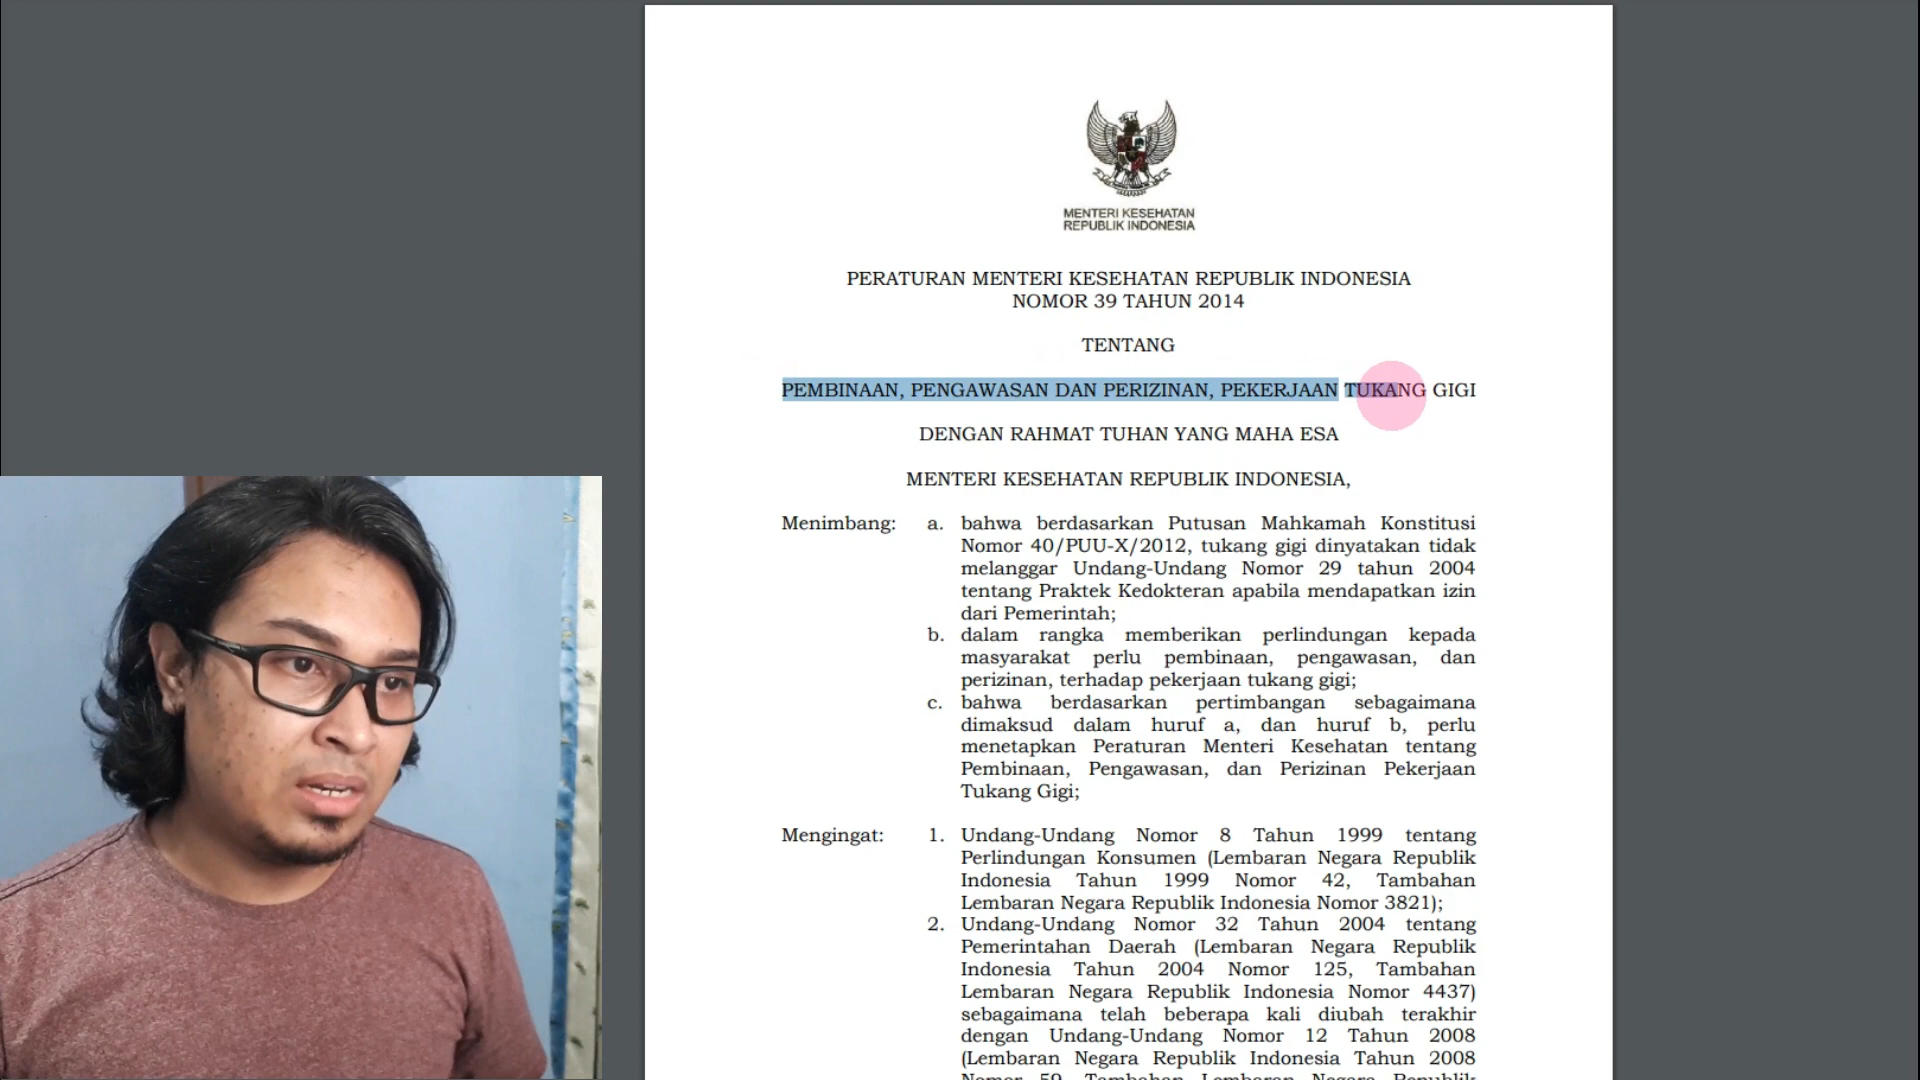 MENTERI KESEHATAN
REPUBLIK INDONESIA
PERATURAN MENTERI KESEHATAN REPUBLIK INDONESIA
NOMOR 39 TAHUN 2014
TENTANG
PEMBINAAN, PENGAWASAN DAN PERIZINAN, PEKERJAAN TUKANG GIGI
DENGAN RAHMAT TUHAN YANG MAHA ESA
MENTERI KESEHATAN REPUBLIK INDONESIA,
Menimbang: a. bahwa berdasarkan Putusan Mahkamah Konstitusi
Nomor 40/PUU-X/2012, tukang gigi dinyatakan tidak
melanggar Undang-Undang Nomor 29 tahun 2004
tentang Praktek Kedokteran apabila mendapatkan izin
dari Pemerintah;
b. dalam rangka memberikan perlindungan kepada
masyarakat perlu pembinaan, pengawasan, dan
perizinan, terhadap pekerjaan tukang gigi;
c. bahwa berdasarkan pertimbangan sebagaimana
dimaksud dalam huruf a, dan huruf b, perlu
menetapkan Peraturan Menteri Kesehatan tentang
Pembinaan, Pengawasan, dan Perizinan Pekerjaan
Tukang Gigi;
Mengingat: 1. Undang-Undang Nomor 8 Tahun 1999 tentang
Perlindungan Konsumen (Lembaran Negara Republik
Indonesia Tahun 1999 Nomor 42, Tambahan
Lembaran Negara Republik Indonesia Nomor 3821);
2. Undang-Undang Nomor 32 Tahun 2004 tentang
Pemerintahan Daerah (Lembaran Negara Republik
Indonesia Tahun 2004 Nomor 125, Tambahan
Lembaran Negara Republik Indonesia Nomor 4437)
sebagaimana telah beberapa kali diubah terakhir
dengan Undang-Undang Nomor 12 Tahun 2008
(Lembaran Negara Republik Indonesia Tahun 2008
Nomor 59, Tambahan Lembaran Negara Republik